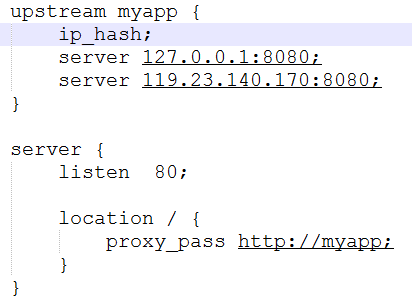 upstream myapp {
    ip_hash;
    server 127.0.0.1:8080;
    server 119.23.140.170:8080;
}

server {
    listen  80;

    location / {
        proxy_pass http://myapp;
    }
}